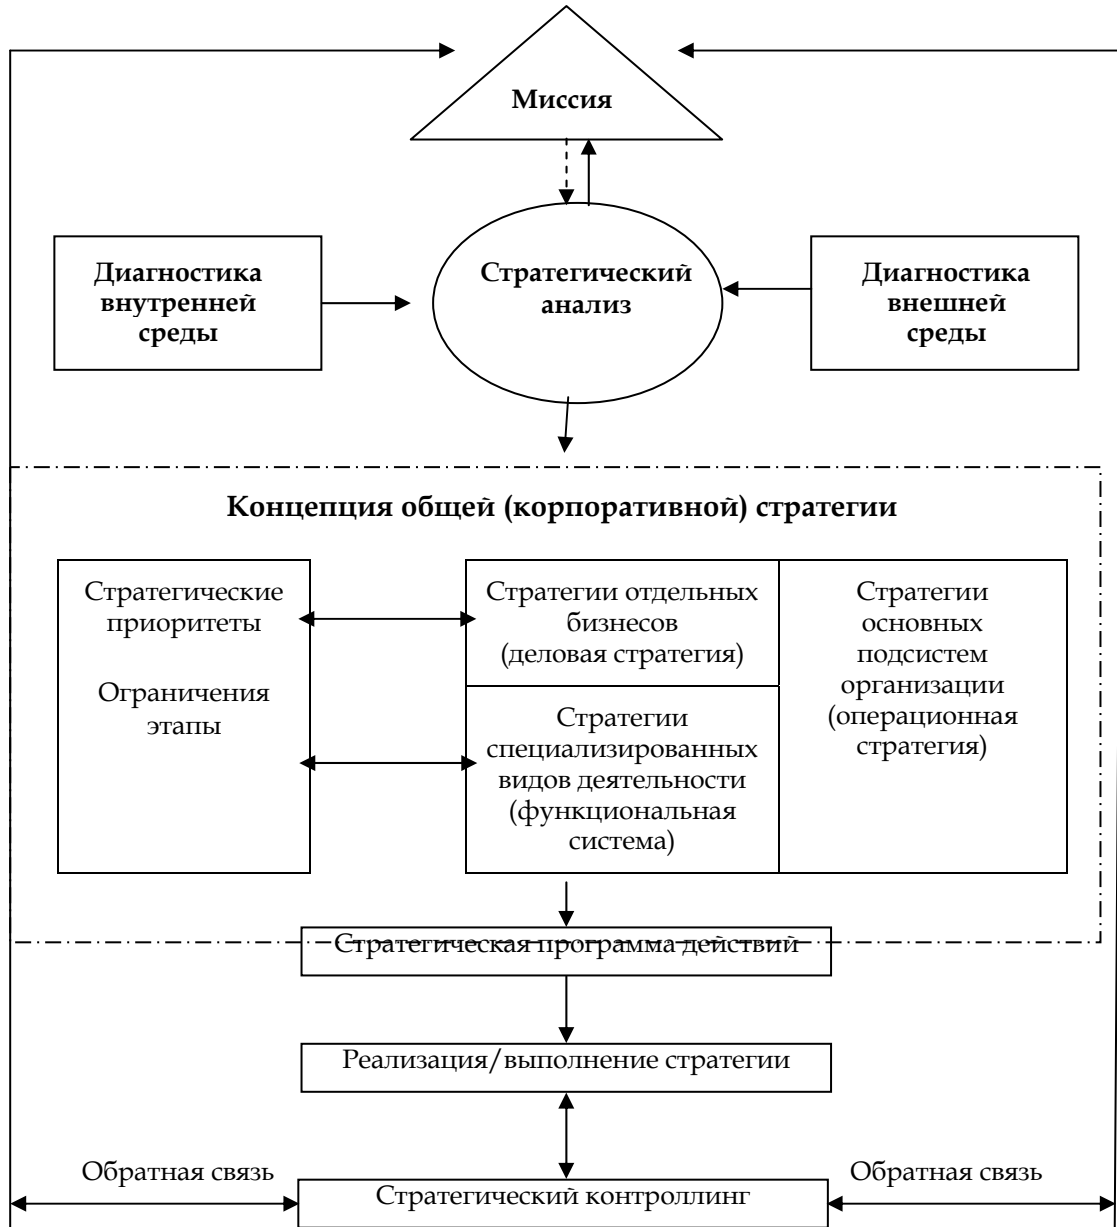 Миссия
Диагностика
внутренней
среды
Стратегический
анализ
Диагностика
внешней
среды
Концепция общей (корпоративной) стратегии
Стратегические
приоритеты
Ограничения
этапы
Стратегии отдельных
бизнесов
(деловая стратегия)
Стратегии
специализированных
видов деятельности
(функциональная
система)
Стратегии
основных
подсистем
организации
(операционная
стратегия)
Стратегическая программа действий
Реализация/выполнение стратегии
Обратная связь
Стратегический контроллинг
Обратная связь